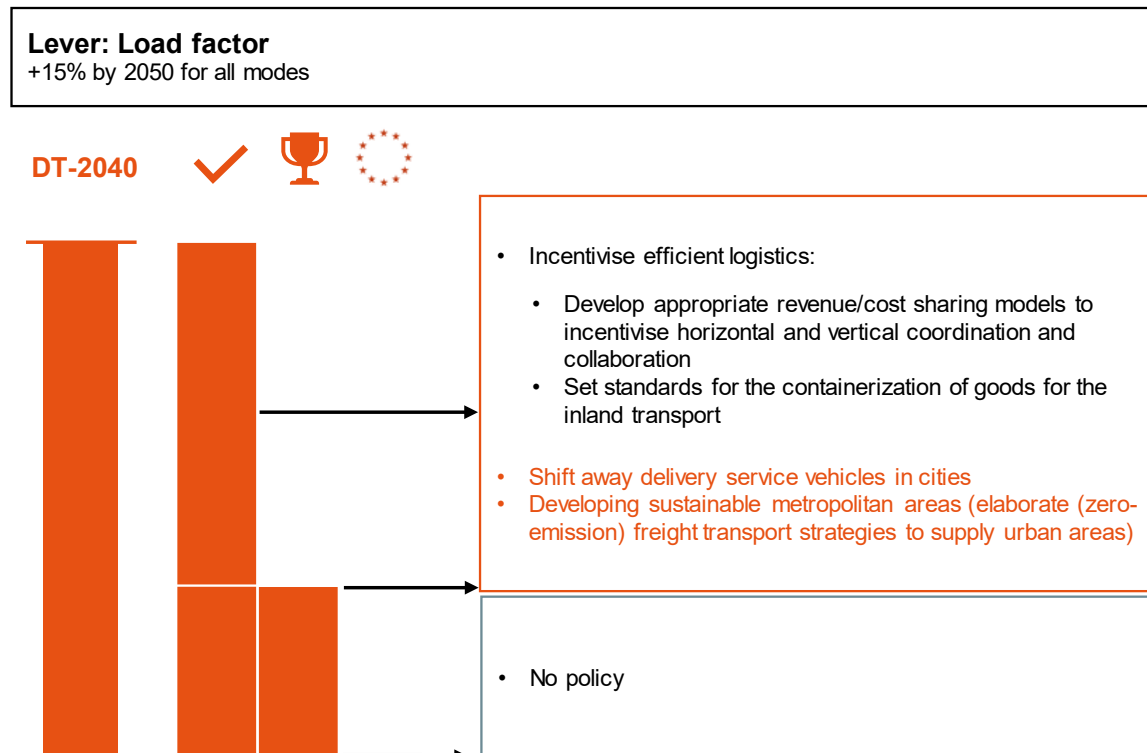 Lever: Load factor
+15% by 2050 for all modes
DT-2040
• Incentivise efficient logistics:
• Develop appropriate revenue/cost sharing models to
incentivise horizontal and vertical coordination and
collaboration
• Set standards for the containerization of goods for the
inland transport
• Shift away delivery service vehicles in cities
• Developing sustainable metropolitan areas (elaborate (zero-
emission) freight transport strategies to supply urban areas)
• No policy